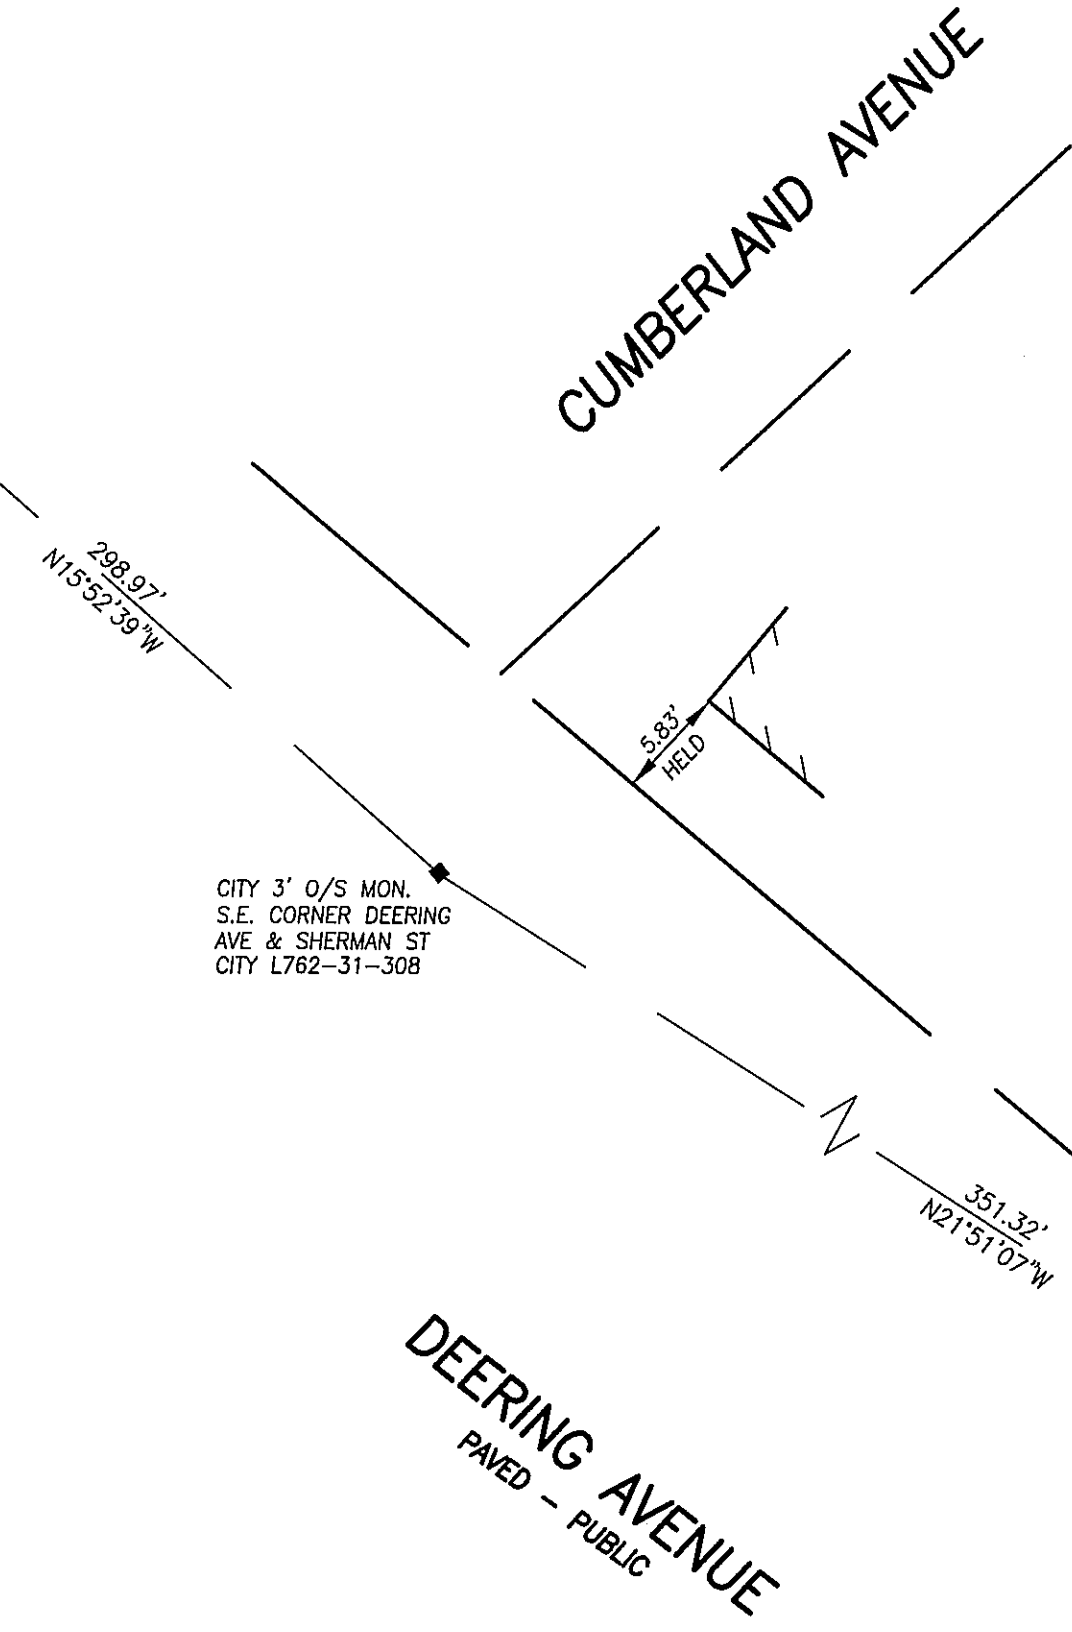 CUMBERLAND AVENUE
298.97'
N15°52'39"W
5.83'
HELD
CITY 3' O/S MON.
S.E. CORNER DEERING
AVE & SHERMAN ST
CITY L762-31-308
351.32'
N21°51'07"W
DEERING AVENUE
PAVED - PUBLIC